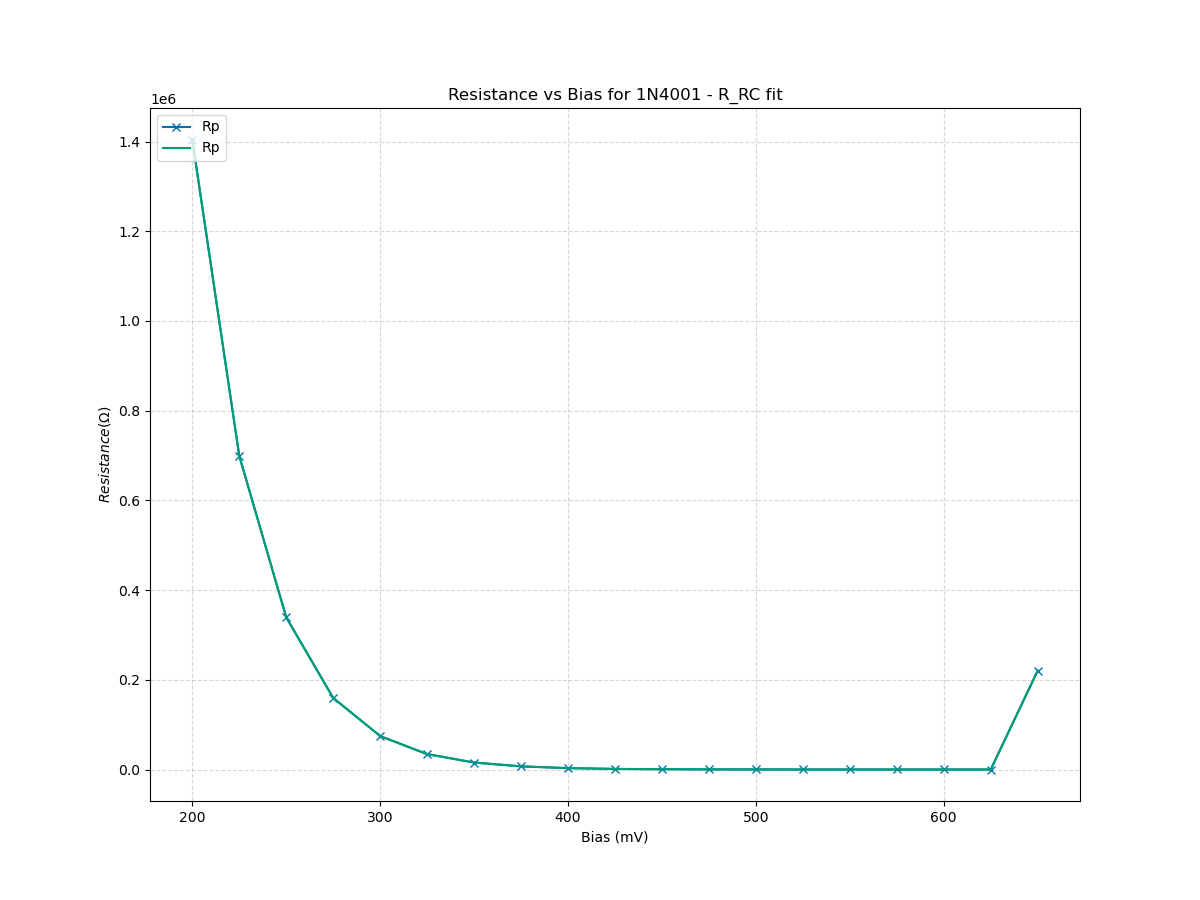 Resistance vs Bias for 1N4001 - R_RC fit
1e6
Rp
Rp
1.4
1.2
1.0
0.8
0.6
0.4
0.2
0.0
Resistance(Ω)
200 300 400 500 600
Bias (mV)